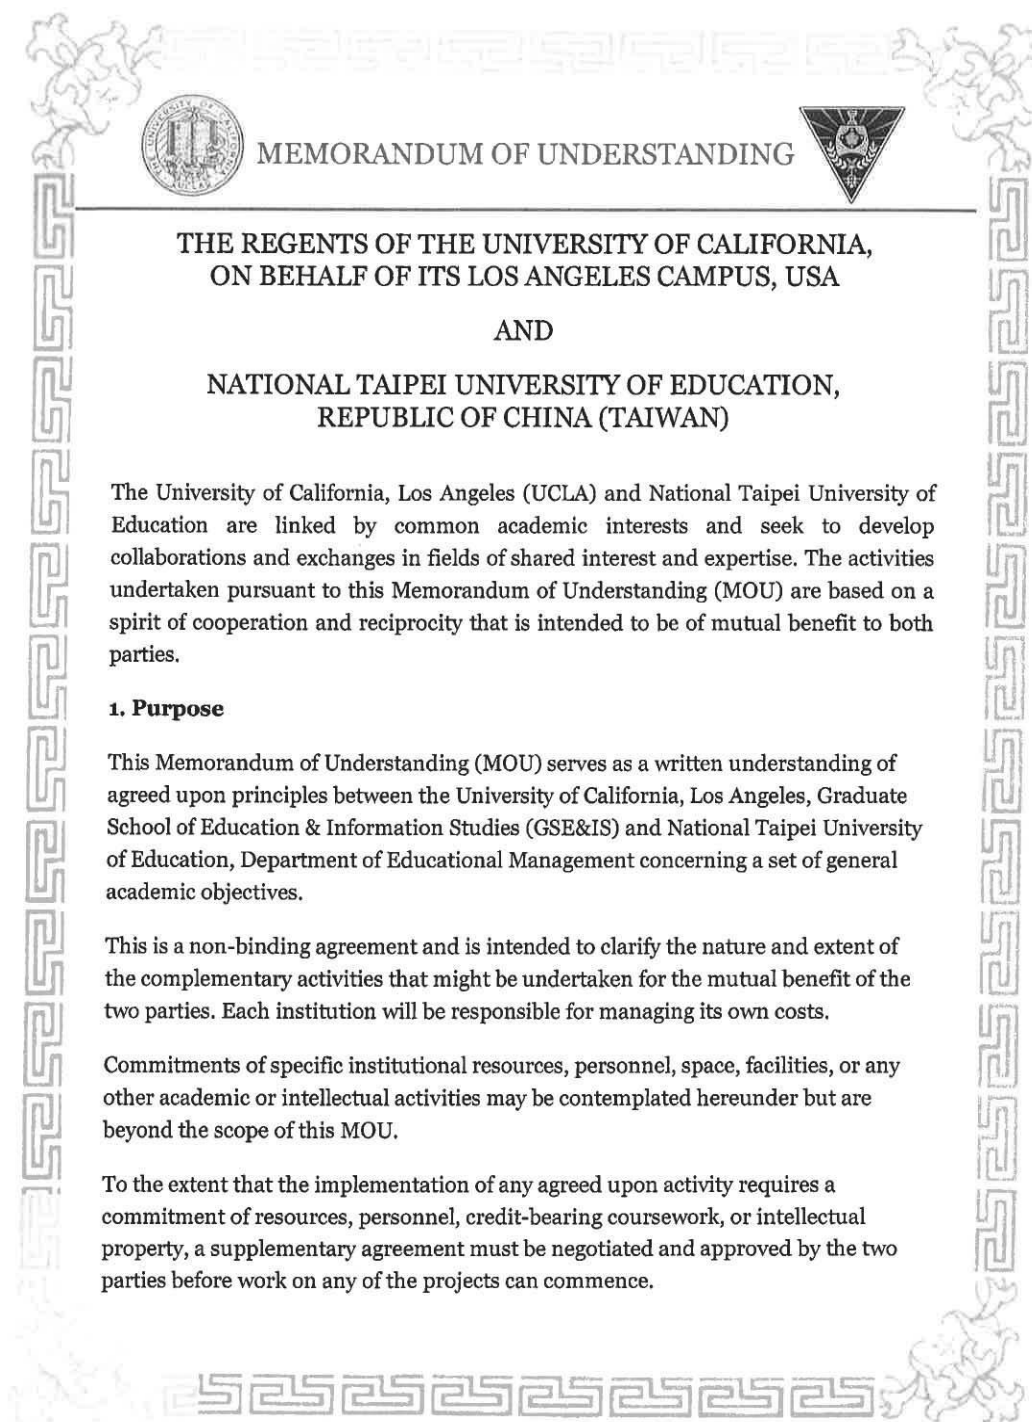 MEMORANDUM OF UNDERSTANDING
THE REGENTS OF THE UNIVERSITY OF CALIFORNIA,
ON BEHALF OF ITS LOS ANGELES CAMPUS, USA
AND
NATIONAL TAIPEI UNIVERSITY OF EDUCATION,
REPUBLIC OF CHINA (TAIWAN)
The University of California, Los Angeles (UCLA) and National Taipei University of
Education are linked by common academic interests and seek to develop
collaborations and exchanges in fields of shared interest and expertise. The activities
undertaken pursuant to this Memorandum of Understanding (MOU) are based on a
spirit of cooperation and reciprocity that is intended to be of mutual benefit to both
parties.
1. Purpose
This Memorandum of Understanding (MOU) serves as a written understanding of
agreed upon principles between the University of California, Los Angeles, Graduate
School of Education & Information Studies (GSE&IS) and National Taipei University
of Education, Department of Educational Management concerning a set of general
academic objectives.
This is a non-binding agreement and is intended to clarify the nature and extent of
the complementary activities that might be undertaken for the mutual benefit of the
two parties. Each institution will be responsible for managing its own costs.
Commitments of specific institutional resources, personnel, space, facilities, or any
other academic or intellectual activities may be contemplated hereunder but are
beyond the scope of this MOU.
To the extent that the implementation of any agreed upon activity requires a
commitment of resources, personnel, credit-bearing coursework, or intellectual
property, a supplementary agreement must be negotiated and approved by the two
parties before work on any of the projects can commence.